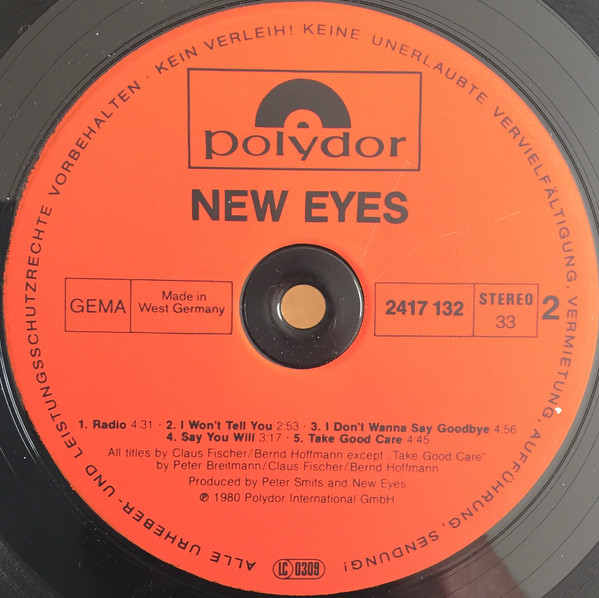 ALLE URHEBER- UND LEISTUNGSSCHUTZRECHTE VORBEHALTEN · KEIN VERLEIH! KEINE UNERLAUBTE VERVIELFÄLTIGUNG, VERMIETUNG, AUFFÜHRUNG, SENDUNG!
polydor
NEW EYES
GEMA
Made in
West Germany
2417 132
STEREO
33
2
1. Radio 4:31 · 2. I Won't Tell You 2:53 · 3. I Don't Wanna Say Goodbye 4:56
4. Say You Will 3:17 · 5. Take Good Care 4:45
All titles by Claus Fischer/Bernd Hoffmann except „Take Good Care"
by Peter Breitmann/Claus Fischer/Bernd Hoffmann
Produced by Peter Smits and New Eyes
℗ 1980 Polydor International GmbH
LC 0309